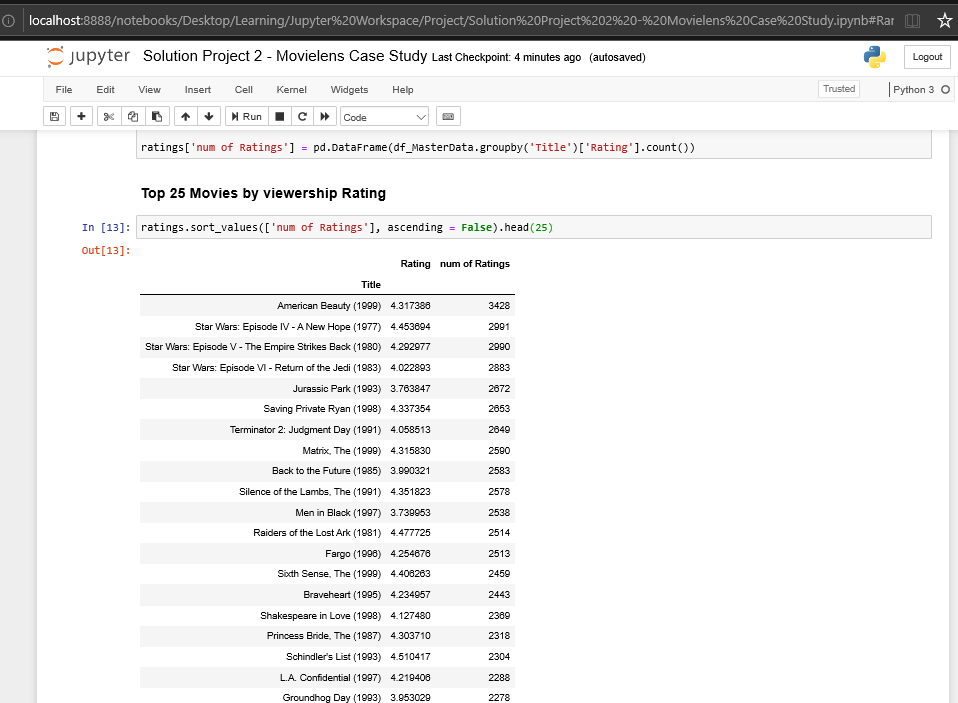 localhost:8888/notebooks/Desktop/Learning/Jupyter%20Workspace/Project/Solution%20Project%202%20-%20Movielens%20Case%20Study.ipynb#Rar
jupyter Solution Project 2 - Movielens Case Study Last Checkpoint: 4 minutes ago (autosaved) Logout
File Edit View Insert Cell Kernel Widgets Help Trusted Python 3
Run Code
ratings['num of Ratings'] = pd.DataFrame(df_MasterData.groupby('Title')['Rating'].count())
Top 25 Movies by viewership Rating
In [13]: ratings.sort_values(['num of Ratings'], ascending = False).head(25)
Out[13]:
Rating num of Ratings
Title
American Beauty (1999) 4.317386 3428
Star Wars: Episode IV - A New Hope (1977) 4.453694 2991
Star Wars: Episode V - The Empire Strikes Back (1980) 4.292977 2990
Star Wars: Episode VI - Return of the Jedi (1983) 4.022893 2883
Jurassic Park (1993) 3.763847 2672
Saving Private Ryan (1998) 4.337354 2653
Terminator 2: Judgment Day (1991) 4.058513 2649
Matrix, The (1999) 4.315830 2590
Back to the Future (1985) 3.990321 2583
Silence of the Lambs, The (1991) 4.351823 2578
Men in Black (1997) 3.739953 2538
Raiders of the Lost Ark (1981) 4.477725 2514
Fargo (1996) 4.254676 2513
Sixth Sense, The (1999) 4.406263 2459
Braveheart (1995) 4.234957 2443
Shakespeare in Love (1998) 4.127480 2369
Princess Bride, The (1987) 4.303710 2318
Schindler's List (1993) 4.510417 2304
L.A. Confidential (1997) 4.219406 2288
Groundhog Day (1993) 3.953029 2278